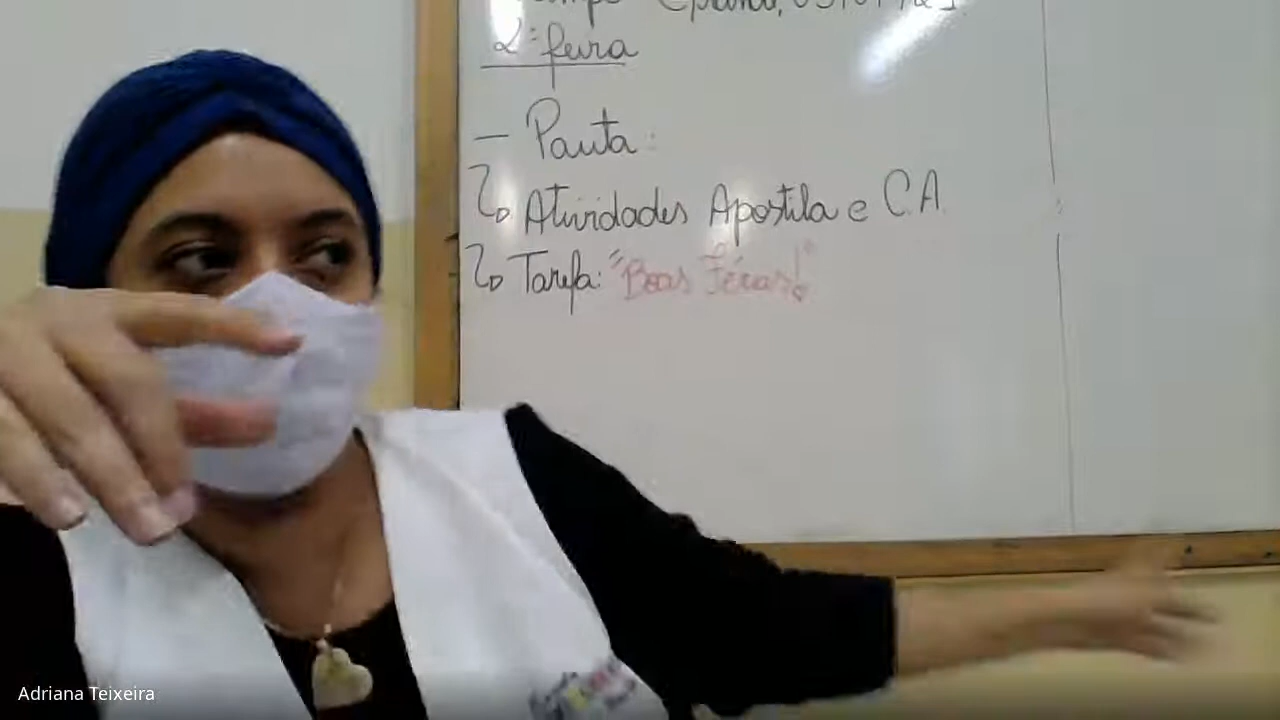 2ª feira
- Pauta:
Atividades Apostila e C.A
Tarefa: "Boas Férias!"
Adriana Teixeira